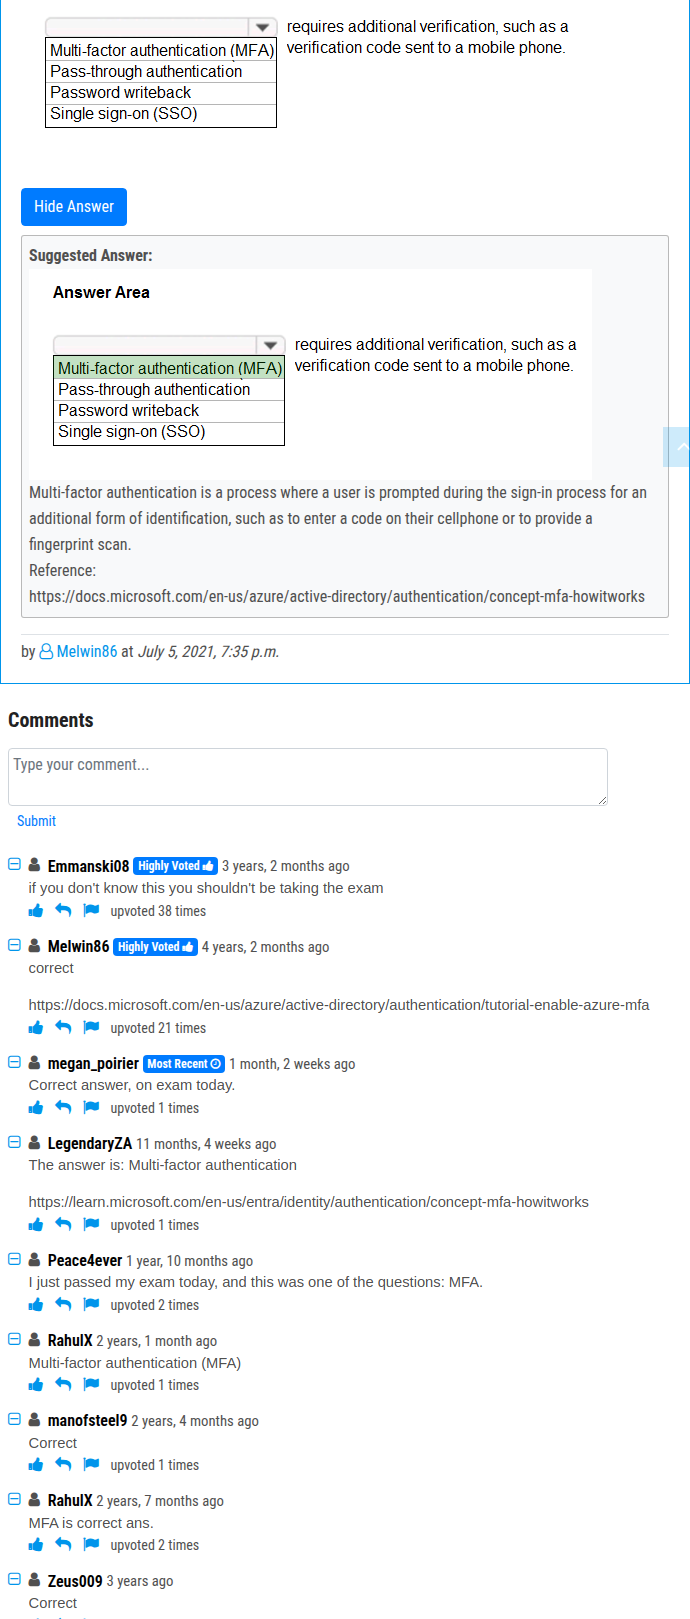 requires additional verification, such as a
Multi-factor authentication (MFA) verification code sent to a mobile phone.
Pass-through authentication
Password writeback
Single sign-on (SSO)
Hide Answer
Suggested Answer:
Answer Area
requires additional verification, such as a
Multi-factor authentication (MFA) verification code sent to a mobile phone.
Pass-through authentication
Password writeback
Single sign-on (SSO)
Multi-factor authentication is a process where a user is prompted during the sign-in process for an
additional form of identification, such as to enter a code on their cellphone or to provide a
fingerprint scan.
Reference:
https://docs.microsoft.com/en-us/azure/active-directory/authentication/concept-mfa-howitworks
by Melwin86 at July 5, 2021, 7:35 p.m.
Comments
Type your comment...
Submit
Emmanski08 Highly Voted 3 years, 2 months ago
if you don't know this you shouldn't be taking the exam
upvoted 38 times
Melwin86 Highly Voted 4 years, 2 months ago
correct
https://docs.microsoft.com/en-us/azure/active-directory/authentication/tutorial-enable-azure-mfa
upvoted 21 times
megan_poirier Most Recent 1 month, 2 weeks ago
Correct answer, on exam today.
upvoted 1 times
LegendaryZA 11 months, 4 weeks ago
The answer is: Multi-factor authentication
https://learn.microsoft.com/en-us/entra/identity/authentication/concept-mfa-howitworks
upvoted 1 times
Peace4ever 1 year, 10 months ago
I just passed my exam today, and this was one of the questions: MFA.
upvoted 2 times
RahulX 2 years, 1 month ago
Multi-factor authentication (MFA)
upvoted 1 times
manofsteel9 2 years, 4 months ago
Correct
upvoted 1 times
RahulX 2 years, 7 months ago
MFA is correct ans.
upvoted 2 times
Zeus009 3 years ago
Correct